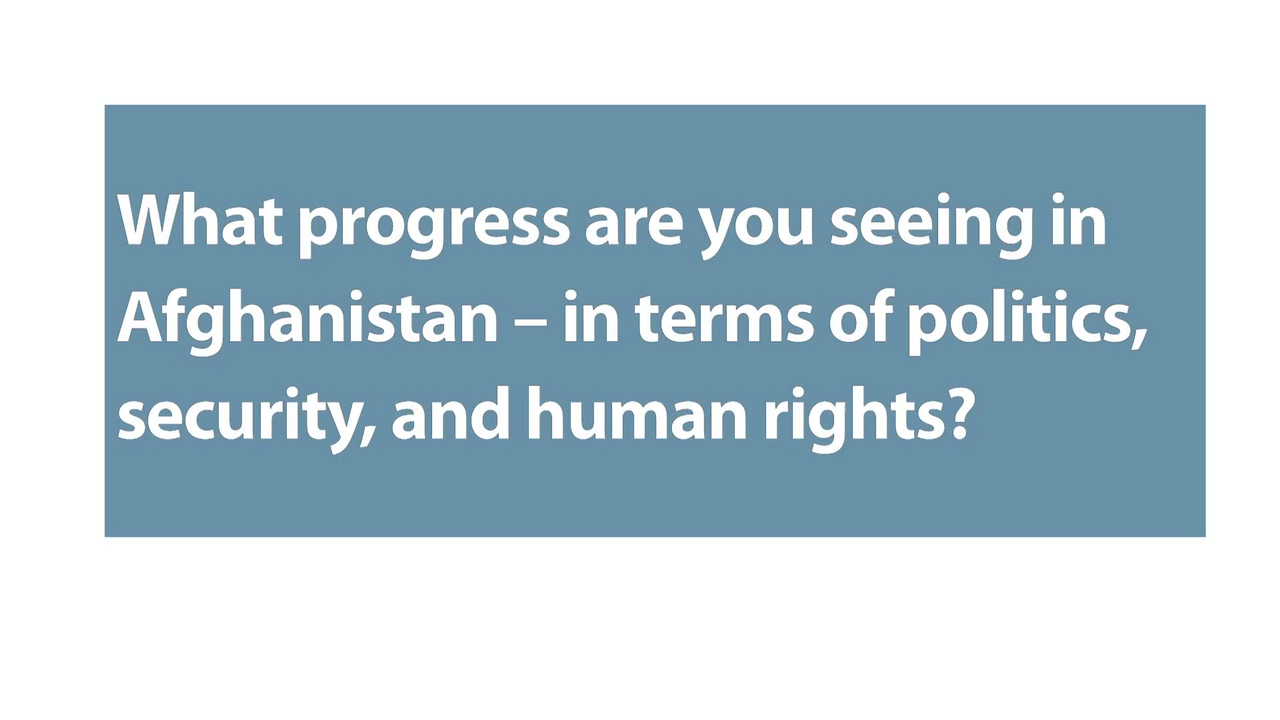 What progress are you seeing in
Afghanistan – in terms of politics,
security, and human rights?